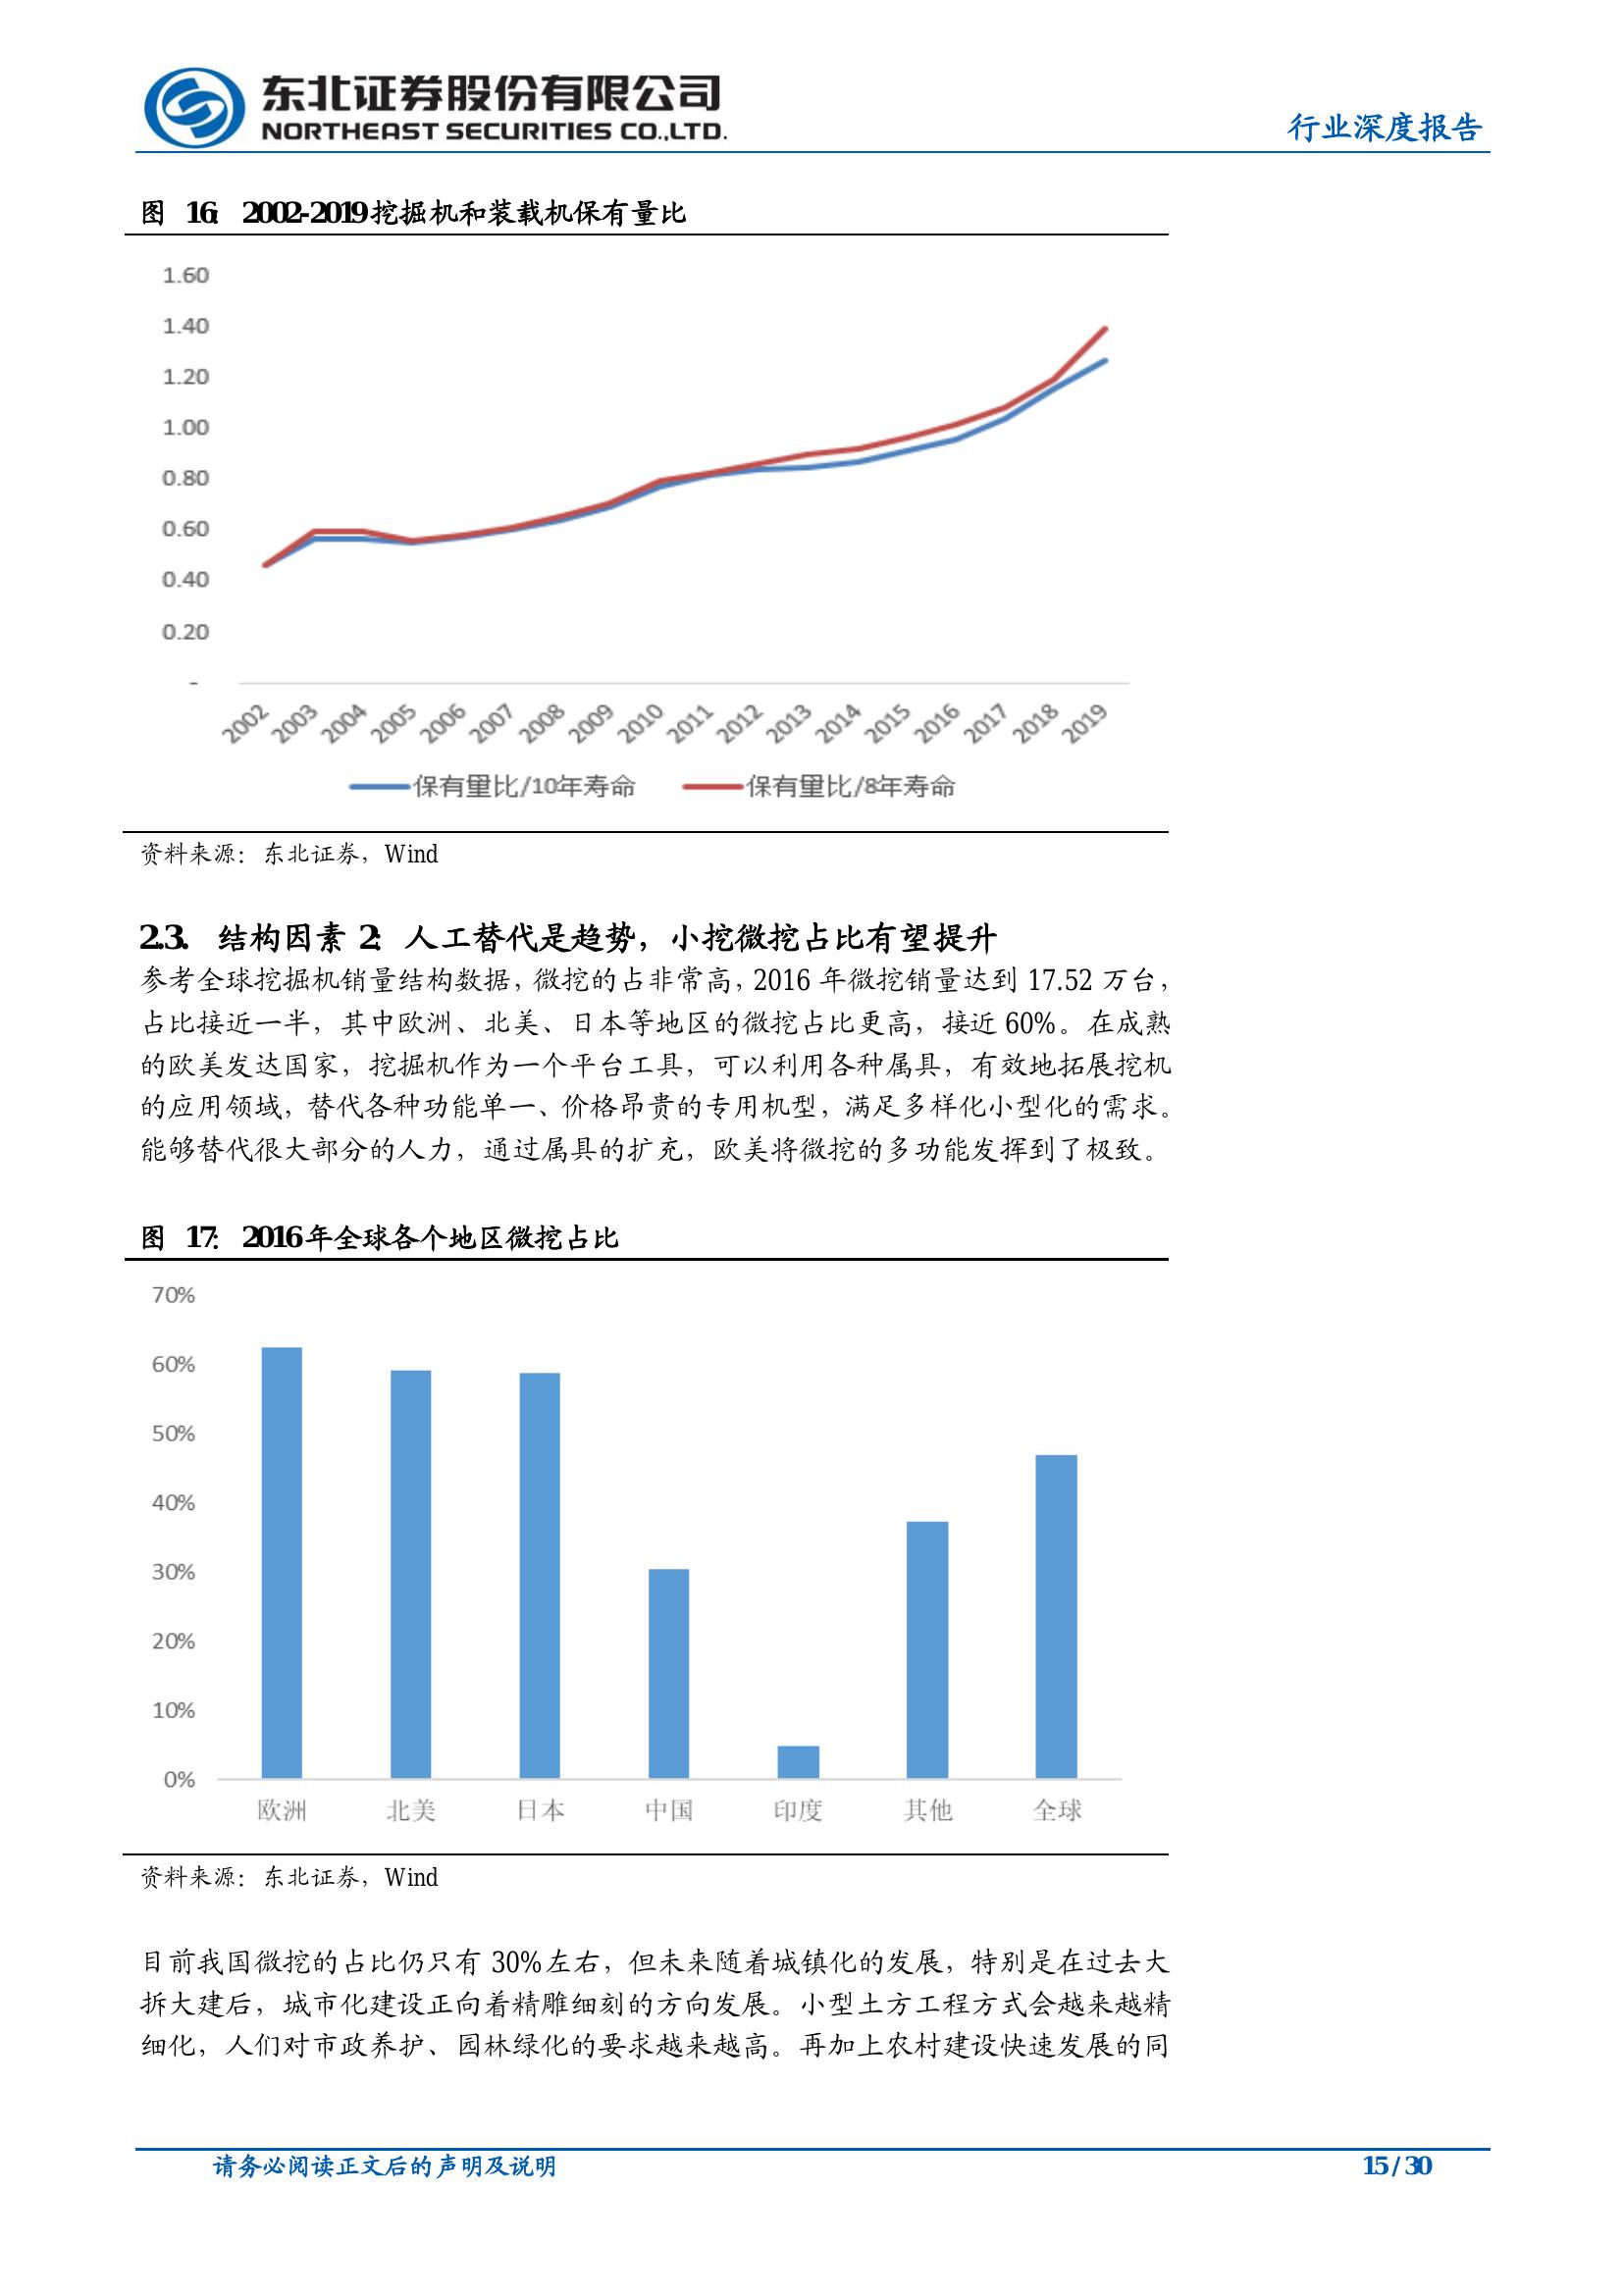 东北证券股份有限公司
NORTHEAST SECURITIES CO.,LTD.
行业深度报告
图 16: 2002-2019挖掘机和装载机保有量比
1.60
1.40
1.20
1.00
0.80
0.60
0.40
0.20
-
2002 2003 2004 2005 2006 2007 2008 2009 2010 2011 2012 2013 2014 2015 2016 2017 2018 2019
保有量比/10年寿命 保有量比/8年寿命
资料来源：东北证券，Wind
2.3. 结构因素 2: 人工替代是趋势，小挖微挖占比有望提升
参考全球挖掘机销量结构数据，微挖的占非常高，2016 年微挖销量达到 17.52 万台，
占比接近一半，其中欧洲、北美、日本等地区的微挖占比更高，接近 60%。在成熟
的欧美发达国家，挖掘机作为一个平台工具，可以利用各种属具，有效地拓展挖机
的应用领域，替代各种功能单一、价格昂贵的专用机型，满足多样化小型化的需求。
能够替代很大部分的人力，通过属具的扩充，欧美将微挖的多功能发挥到了极致。
图 17: 2016年全球各个地区微挖占比
70%
60%
50%
40%
30%
20%
10%
0%
欧洲 北美 日本 中国 印度 其他 全球
资料来源：东北证券，Wind
目前我国微挖的占比仍只有 30%左右，但未来随着城镇化的发展，特别是在过去大
拆大建后，城市化建设正向着精雕细刻的方向发展。小型土方工程方式会越来越精
细化，人们对市政养护、园林绿化的要求越来越高。再加上农村建设快速发展的同
请务必阅读正文后的声明及说明
15 / 30